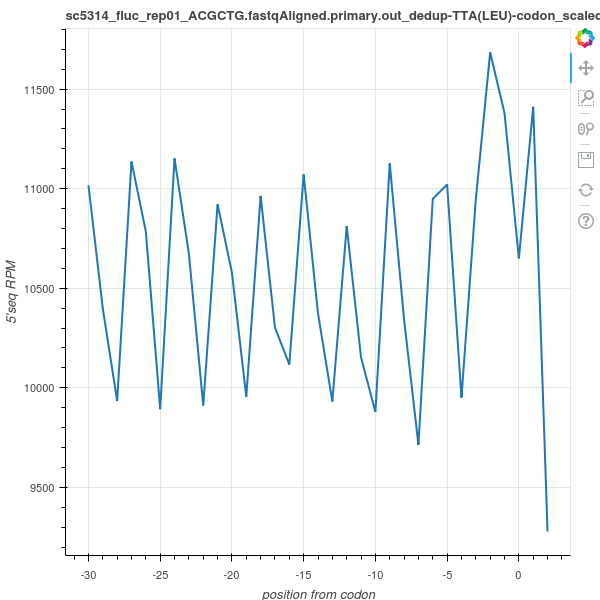 sc5314_fluc_rep01_ACGCTG.fastqAligned.primary.out_dedup-TTA(LEU)-codon_scaled
11500
11000
10500
10000
9500
5'seq RPM
-30 -25 -20 -15 -10 -5 0
position from codon